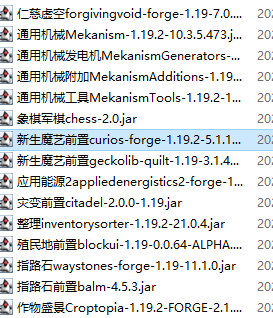 仁慈虚空forgivingvoid-forge-1.19-7.0....
通用机械Mekanism-1.19.2-10.3.5.473.j...
通用机械发电机MekanismGenerators-...
通用机械附加MekanismAdditions-1.19...
通用机械工具MekanismTools-1.19.2-1...
象棋军棋chess-2.0.jar
新生魔艺前置curios-forge-1.19.2-5.1.1...
新生魔艺前置geckolib-quilt-1.19-3.1.4...
应用能源2appliedenergistics2-forge-1...
灾变前置citadel-2.0.0-1.19.jar
整理inventorysorter-1.19.2-21.0.4.jar
殖民地前置blockui-1.19-0.0.64-ALPHA....
指路石waystones-forge-1.19-11.1.0.jar
指路石前置balm-4.5.3.jar
作物盛景Croptopia-1.19.2-FORGE-2.1....